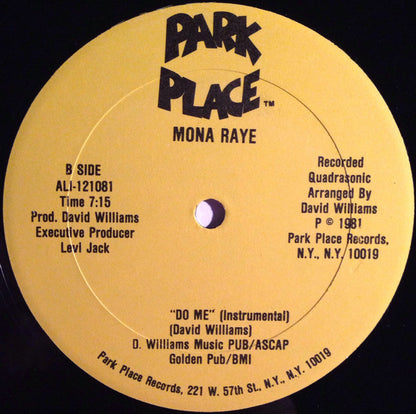 PARK
PLACE™
MONA RAYE
B SIDE
ALI-121081
Time 7:15
Prod. David Williams
Executive Producer
Levi Jack
Recorded
Quadrasonic
Arranged By
David Williams
P © 1981
Park Place Records,
N.Y., N.Y. 10019
"DO ME" (Instrumental)
(David Williams)
D. Williams Music PUB/ASCAP
Golden Pub/BMI
Park Place Records, 221 W. 57th St., N.Y., N.Y. 10019